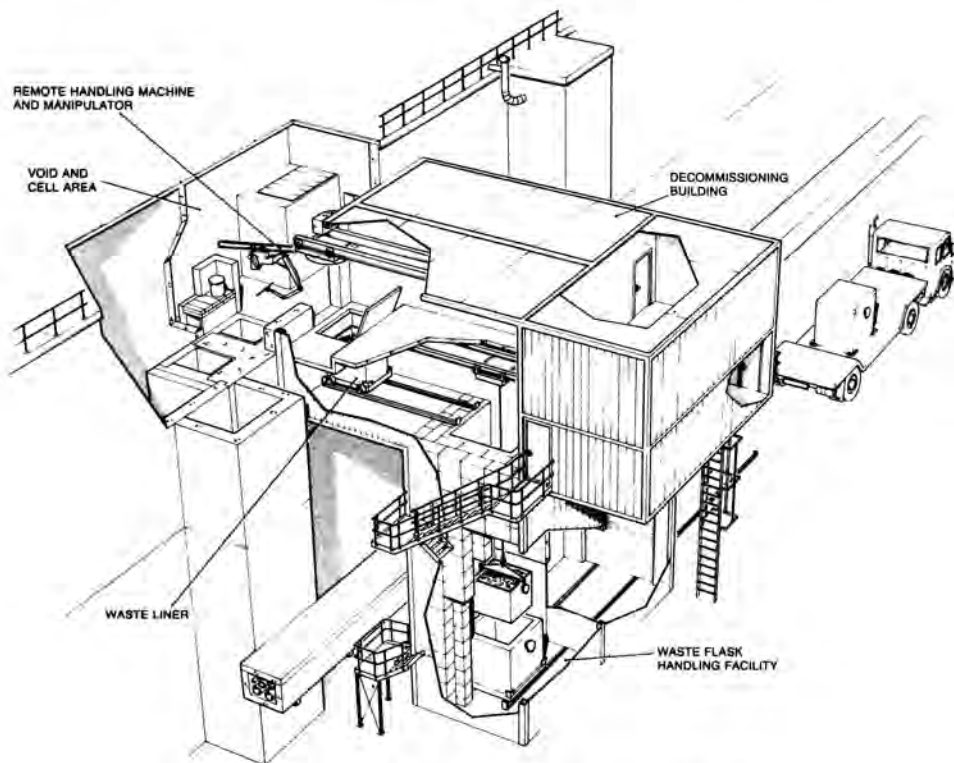 REMOTE HANDLING MACHINE
AND MANIPULATOR
VOID AND
CELL AREA
DECOMMISSIONING
BUILDING
WASTE LINER
WASTE FLASK
HANDLING FACILITY